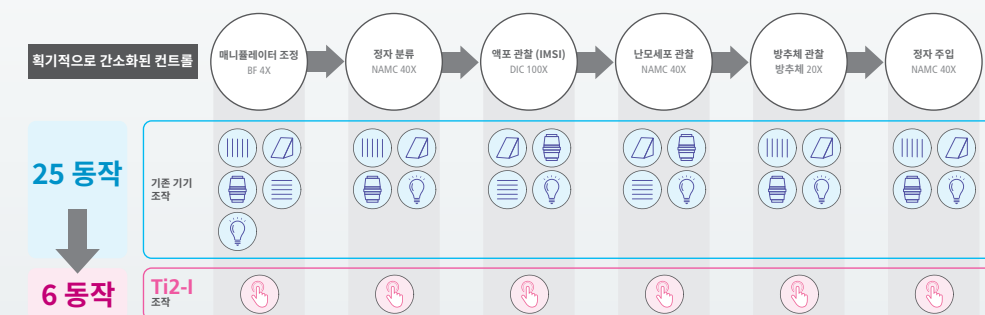 획기적으로 간소화된 컨트롤
매니퓰레이터 조정
BF 4X
정자 분류
NAMC 40X
액포 관찰 (IMSI)
DIC 100X
난모세포 관찰
NAMC 40X
방추체 관찰
방추체 20X
정자 주입
NAMC 40X
25 동작
기존 기기
조작
6 동작
Ti2-I
조작